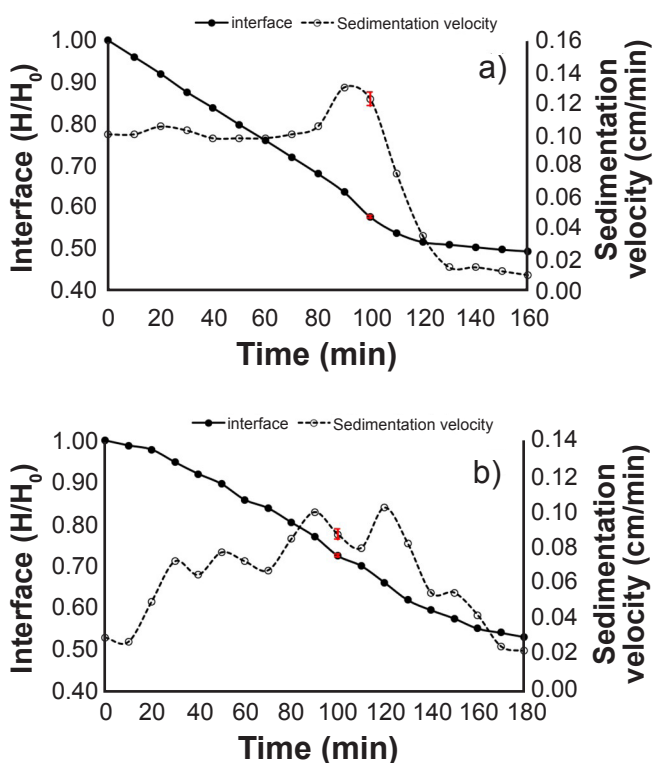 interface Sedimentation velocity
a)
1.00
0.90
0.80
0.70
0.60
0.50
0.40
Interface (H/H₀)
0.16
0.14
0.12
0.10
0.08
0.06
0.04
0.02
0.00
Sedimentation
velocity (cm/min)
0 20 40 60 80 100 120 140 160
Time (min)
interface Sedimentation velocity
b)
1.00
0.90
0.80
0.70
0.60
0.50
0.40
Interface (H/H₀)
0.14
0.12
0.10
0.08
0.06
0.04
0.02
0.00
Sedimentation
velocity (cm/min)
0 20 40 60 80 100 120 140 160 180
Time (min)